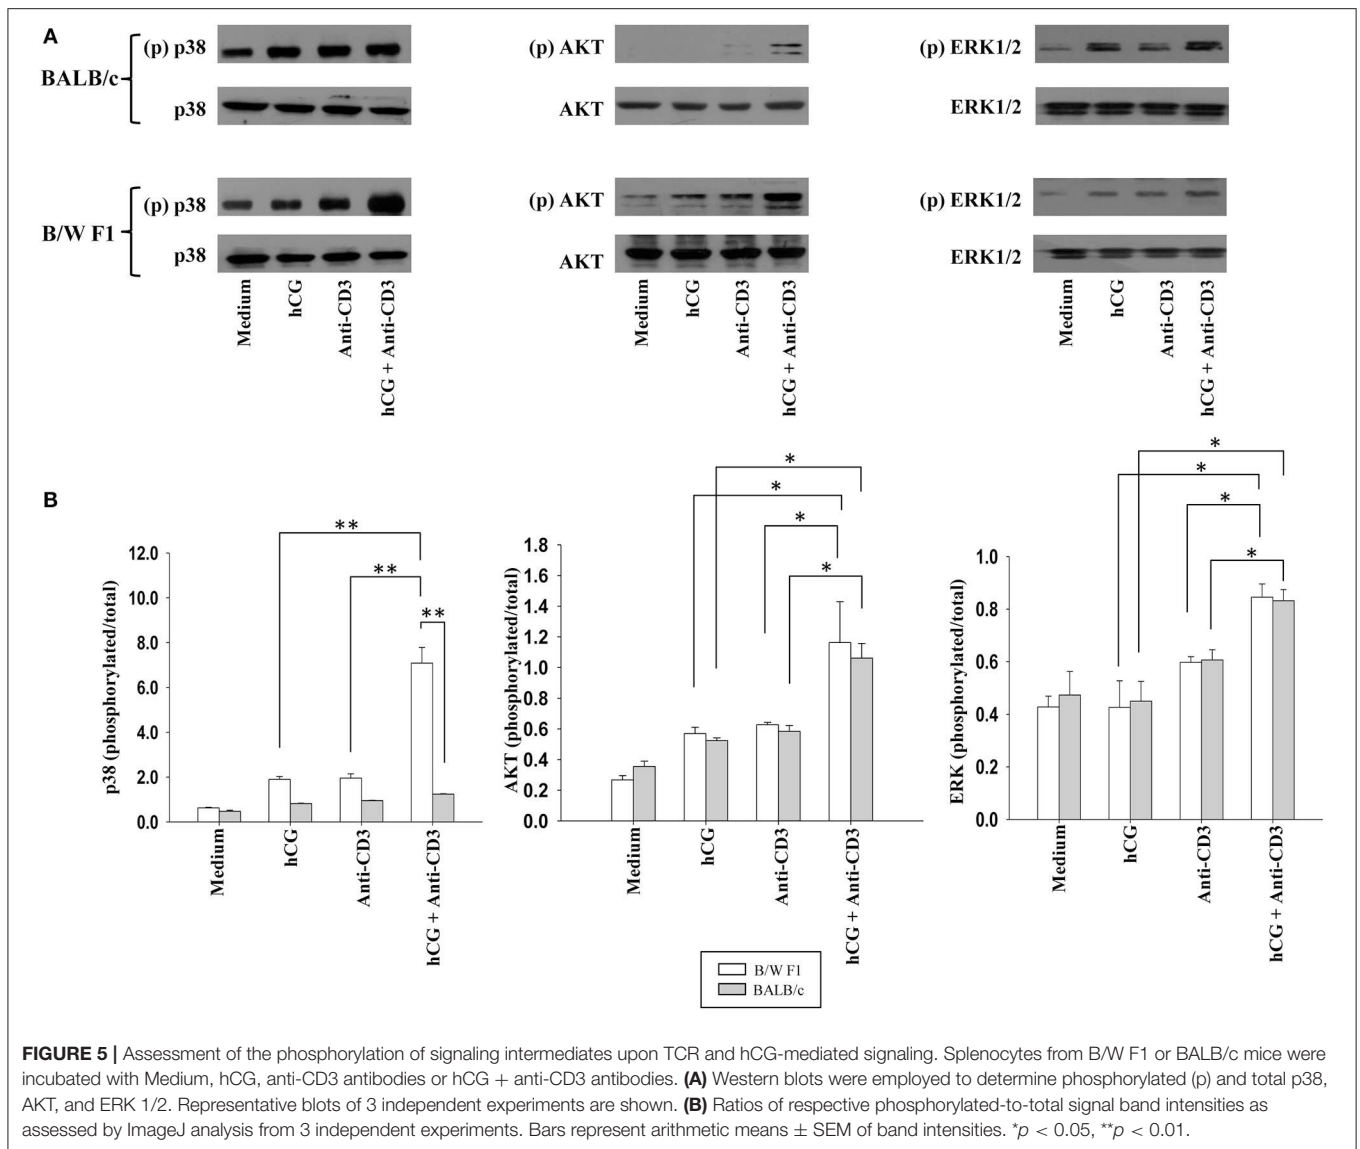 A
BALB/c
(p) p38
p38
(p) AKT
AKT
(p) ERK1/2
ERK1/2
B/W F1
(p) p38
p38
(p) AKT
AKT
(p) ERK1/2
ERK1/2
Medium
hCG
Anti-CD3
hCG + Anti-CD3
Medium
hCG
Anti-CD3
hCG + Anti-CD3
Medium
hCG
Anti-CD3
hCG + Anti-CD3
B
p38 (phosphorylated/total)
12.0
10.0
8.0
6.0
4.0
2.0
0.0
**
**
**
Medium
hCG
Anti-CD3
hCG + Anti-CD3
AKT (phosphorylated/total)
1.8
1.6
1.4
1.2
1.0
0.8
0.6
0.4
0.2
0.0
*
*
*
*
Medium
hCG
Anti-CD3
hCG + Anti-CD3
ERK (phosphorylated/total)
1.0
0.8
0.6
0.4
0.2
0.0
*
*
*
*
Medium
hCG
Anti-CD3
hCG + Anti-CD3
B/W F1
BALB/c
FIGURE 5 | Assessment of the phosphorylation of signaling intermediates upon TCR and hCG-mediated signaling. Splenocytes from B/W F1 or BALB/c mice were
incubated with Medium, hCG, anti-CD3 antibodies or hCG + anti-CD3 antibodies. (A) Western blots were employed to determine phosphorylated (p) and total p38,
AKT, and ERK 1/2. Representative blots of 3 independent experiments are shown. (B) Ratios of respective phosphorylated-to-total signal band intensities as
assessed by ImageJ analysis from 3 independent experiments. Bars represent arithmetic means ± SEM of band intensities. *p < 0.05, **p < 0.01.